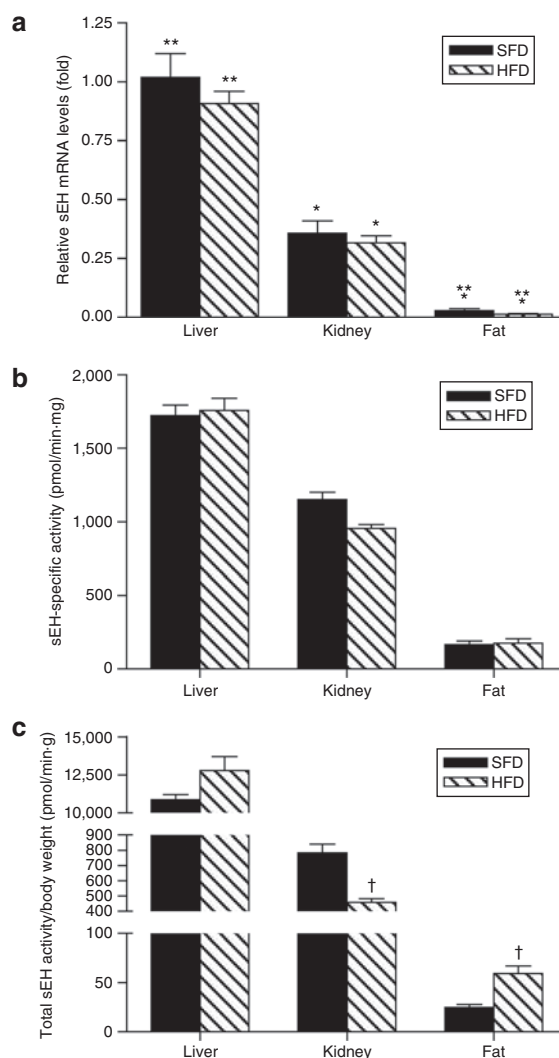 a
Relative sEH mRNA levels (fold)
1.25
1.00
0.75
0.50
0.25
0.00
**
**
*
*
**
*
**
*
SFD
HFD
Liver Kidney Fat
b
sEH-specific activity (pmol/min·mg)
2,000
1,500
1,000
500
0
SFD
HFD
Liver Kidney Fat
c
Total sEH activity/body weight (pmol/min·g)
15,000
12,500
10,000
900
800
700
600
500
400
100
50
0
†
†
SFD
HFD
Liver Kidney Fat